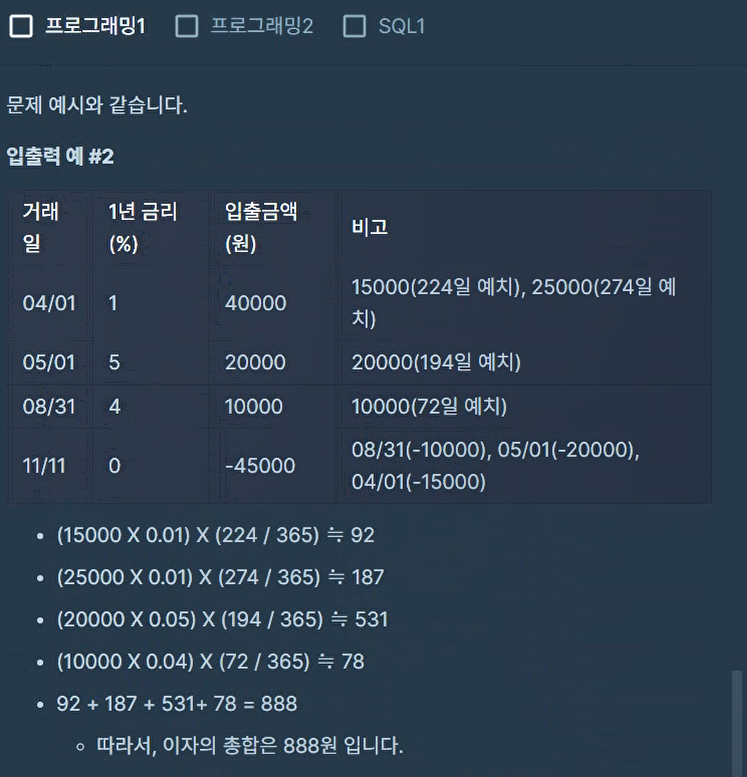 프로그래밍1 프로그래밍2 SQL1
문제 예시와 같습니다.
입출력 예 #2
거래일 1년 금리(%) 입출금액(원) 비고
04/01 1 40000 15000(224일 예치), 25000(274일 예치)
05/01 5 20000 20000(194일 예치)
08/31 4 10000 10000(72일 예치)
11/11 0 -45000 08/31(-10000), 05/01(-20000), 04/01(-15000)
(15000 X 0.01) X (224 / 365) ≒ 92
(25000 X 0.01) X (274 / 365) ≒ 187
(20000 X 0.05) X (194 / 365) ≒ 531
(10000 X 0.04) X (72 / 365) ≒ 78
92 + 187 + 531+ 78 = 888
따라서, 이자의 총합은 888원 입니다.